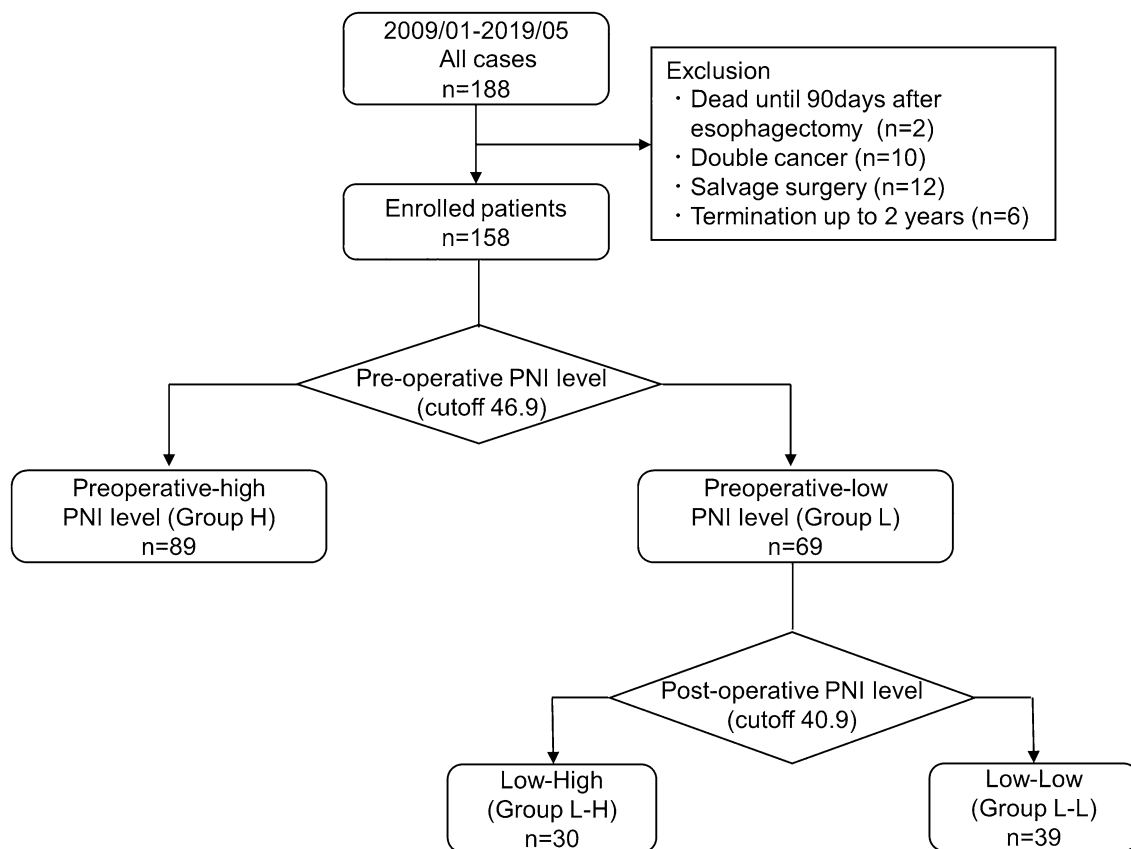 2009/01-2019/05
All cases
n=188
Exclusion
・Dead until 90days after
esophagectomy (n=2)
・Double cancer (n=10)
・Salvage surgery (n=12)
・Termination up to 2 years (n=6)
Enrolled patients
n=158
Pre-operative PNI level
(cutoff 46.9)
Preoperative-high
PNI level (Group H)
n=89
Preoperative-low
PNI level (Group L)
n=69
Post-operative PNI level
(cutoff 40.9)
Low-High
(Group L-H)
n=30
Low-Low
(Group L-L)
n=39